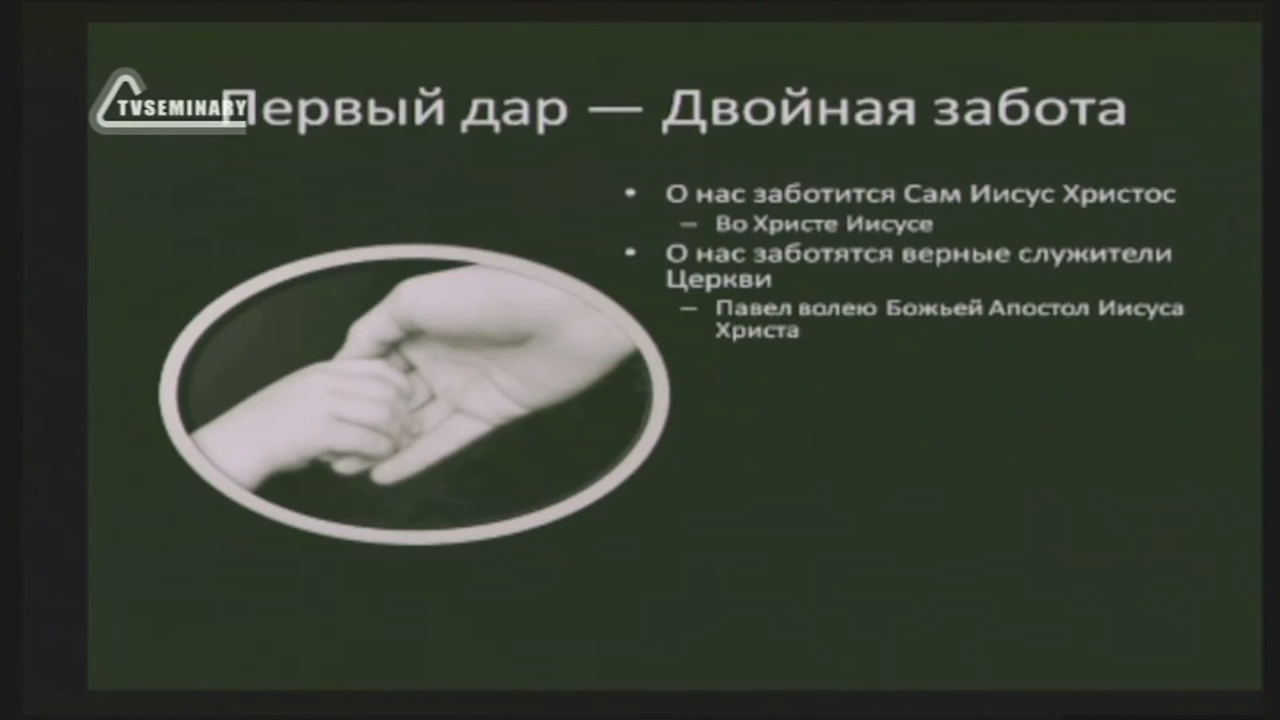 TVSEMINARY
Первый дар — Двойная забота
• О нас заботится Сам Иисус Христос
– Во Христе Иисусе
• О нас заботятся верные служители
Церкви
– Павел волею Божьей Апостол Иисуса
Христа